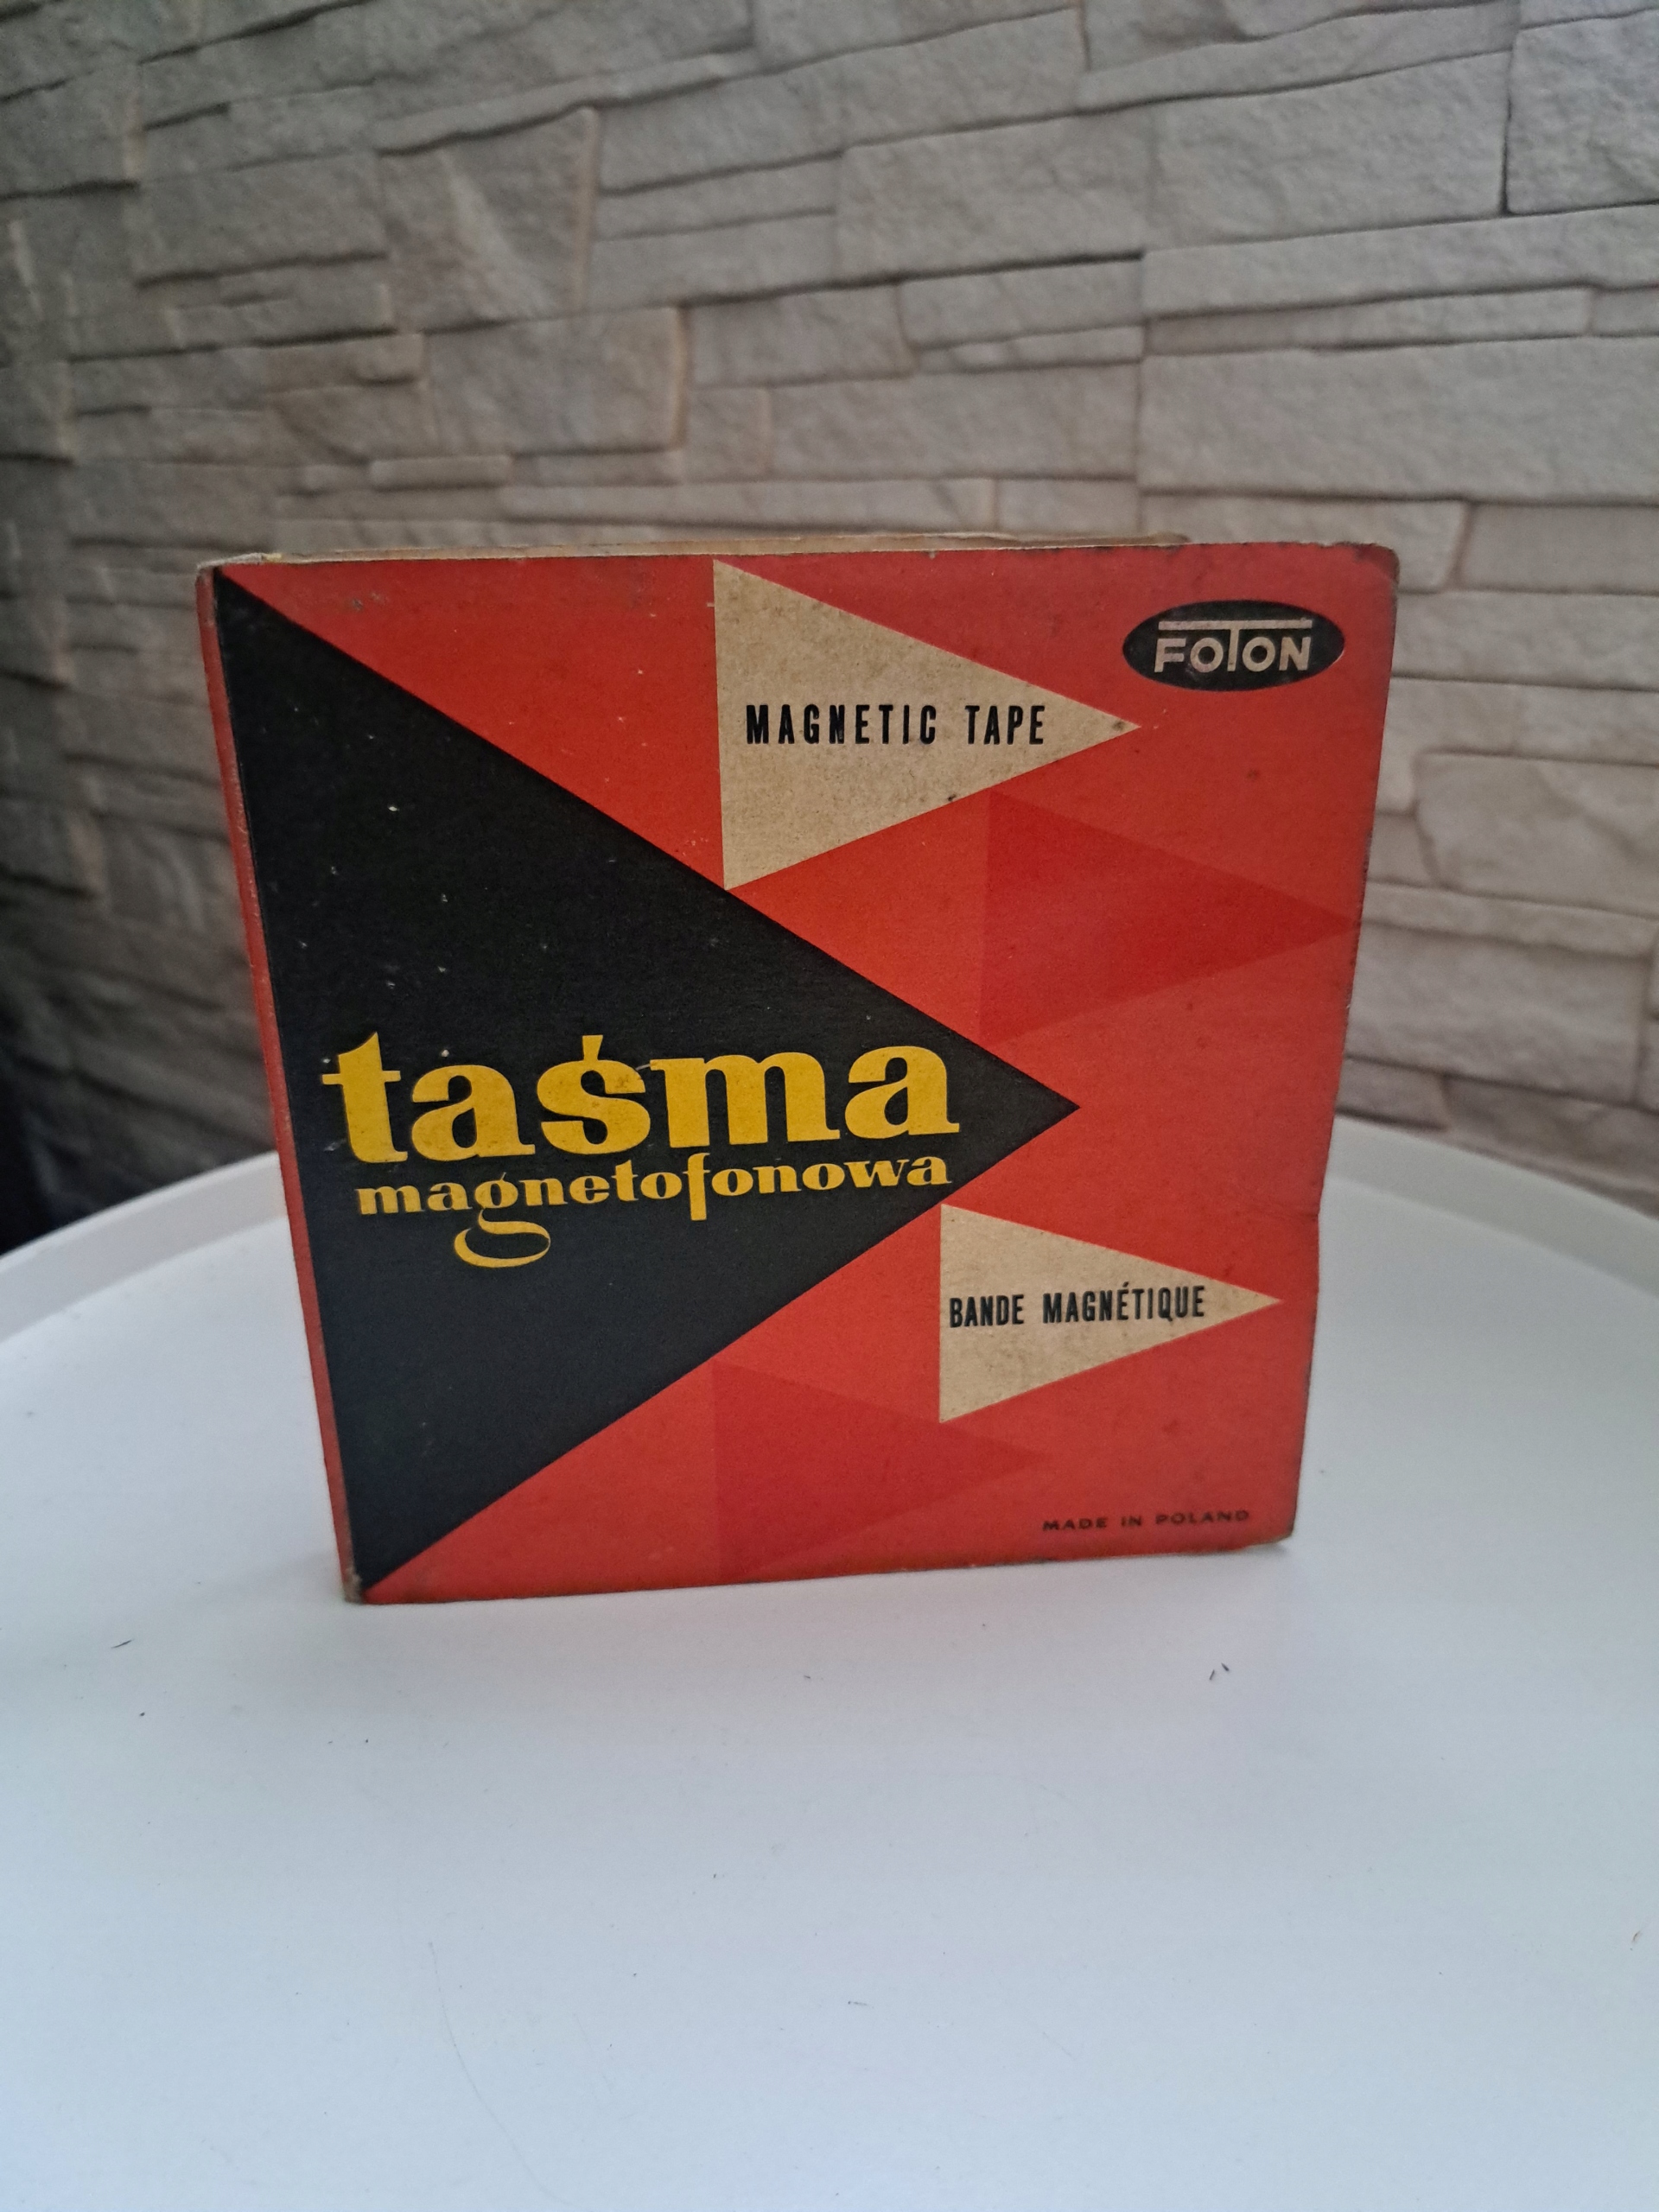 FOTON
MAGNETIC TAPE
taśma
magnetofonowa
BANDE MAGNÉTIQUE
MADE IN POLAND